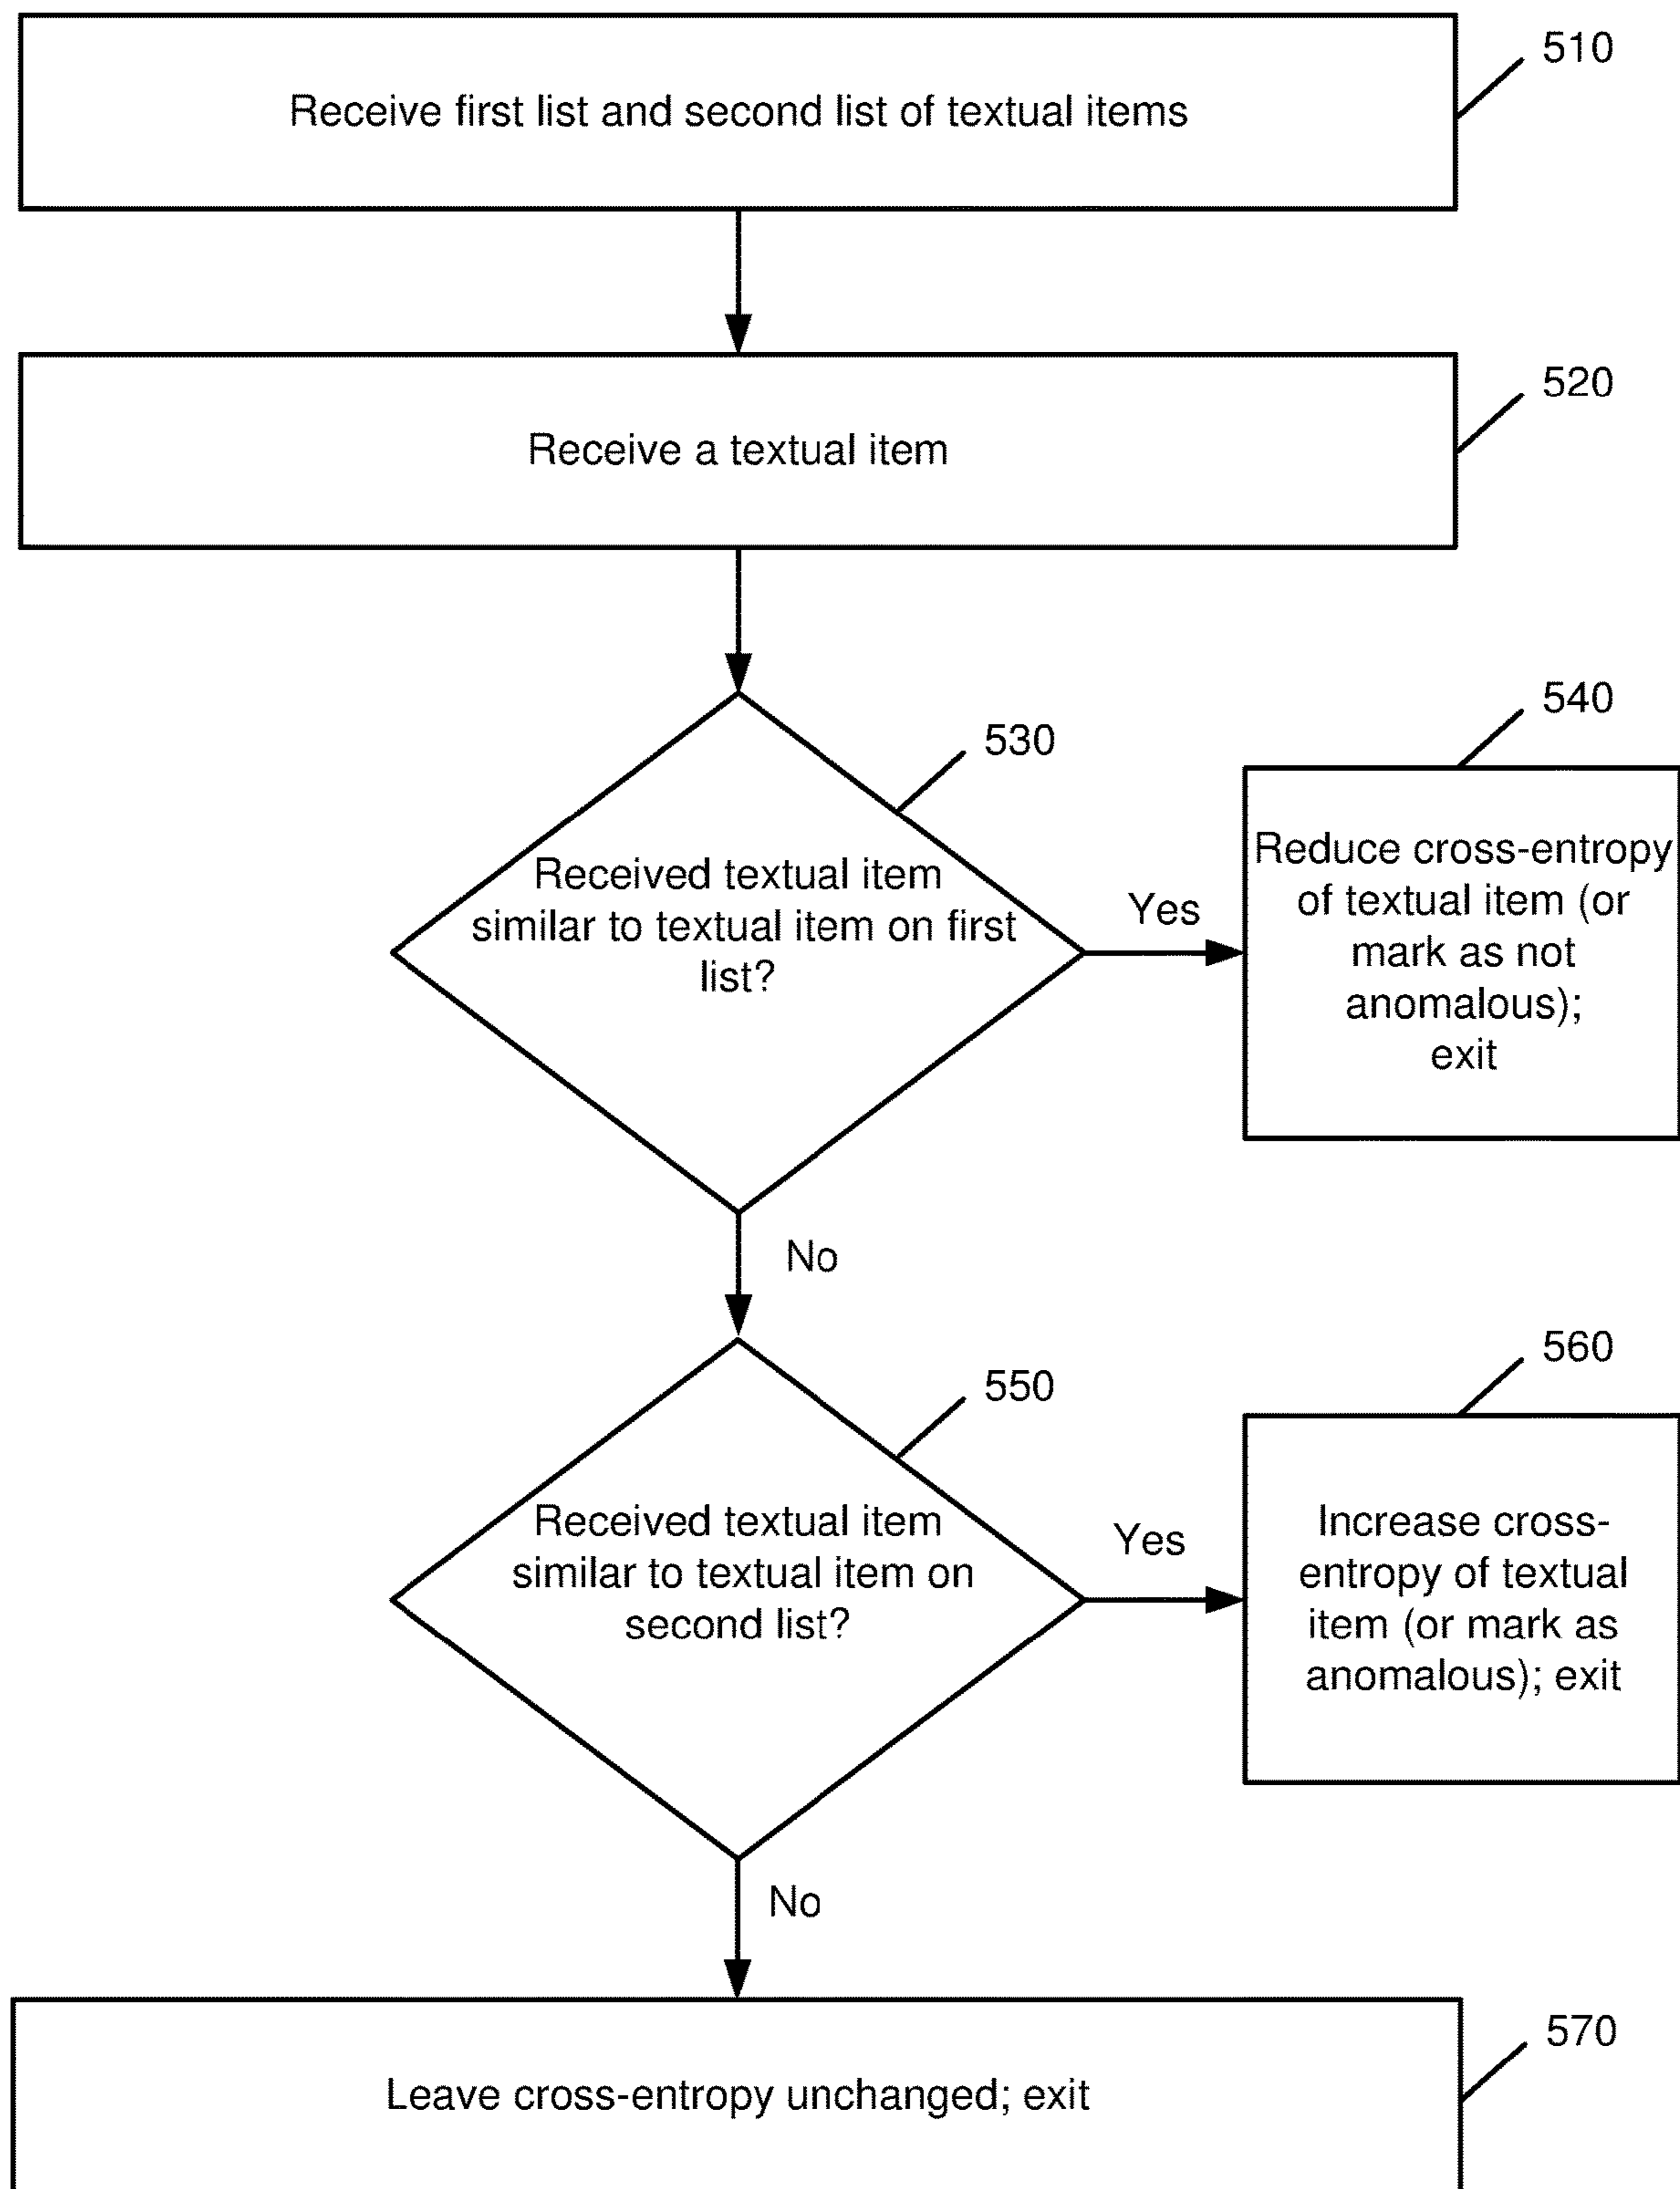 510
Receive first list and second list of textual items
520
Receive a textual item
530
Received textual item
similar to textual item on first
list?
Yes
540
Reduce cross-entropy
of textual item (or
mark as not
anomalous);
exit
No
550
Received textual item
similar to textual item on
second list?
Yes
560
Increase cross-
entropy of textual
item (or mark as
anomalous); exit
No
570
Leave cross-entropy unchanged; exit